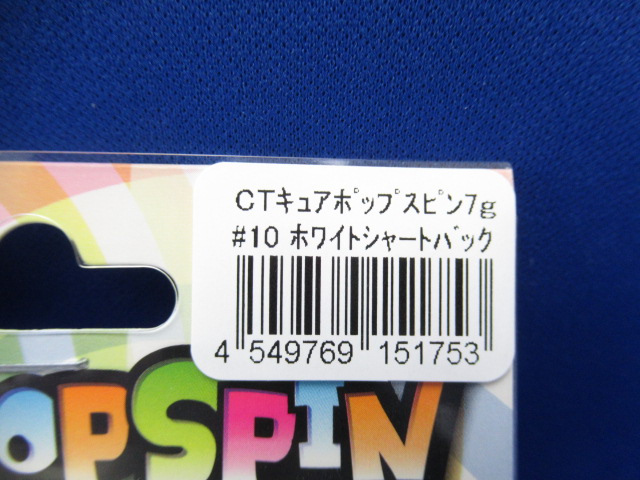 CTキュアポップスピン7g
#10 ホワイトシャートバック
4 549769 151753
OPSPIN